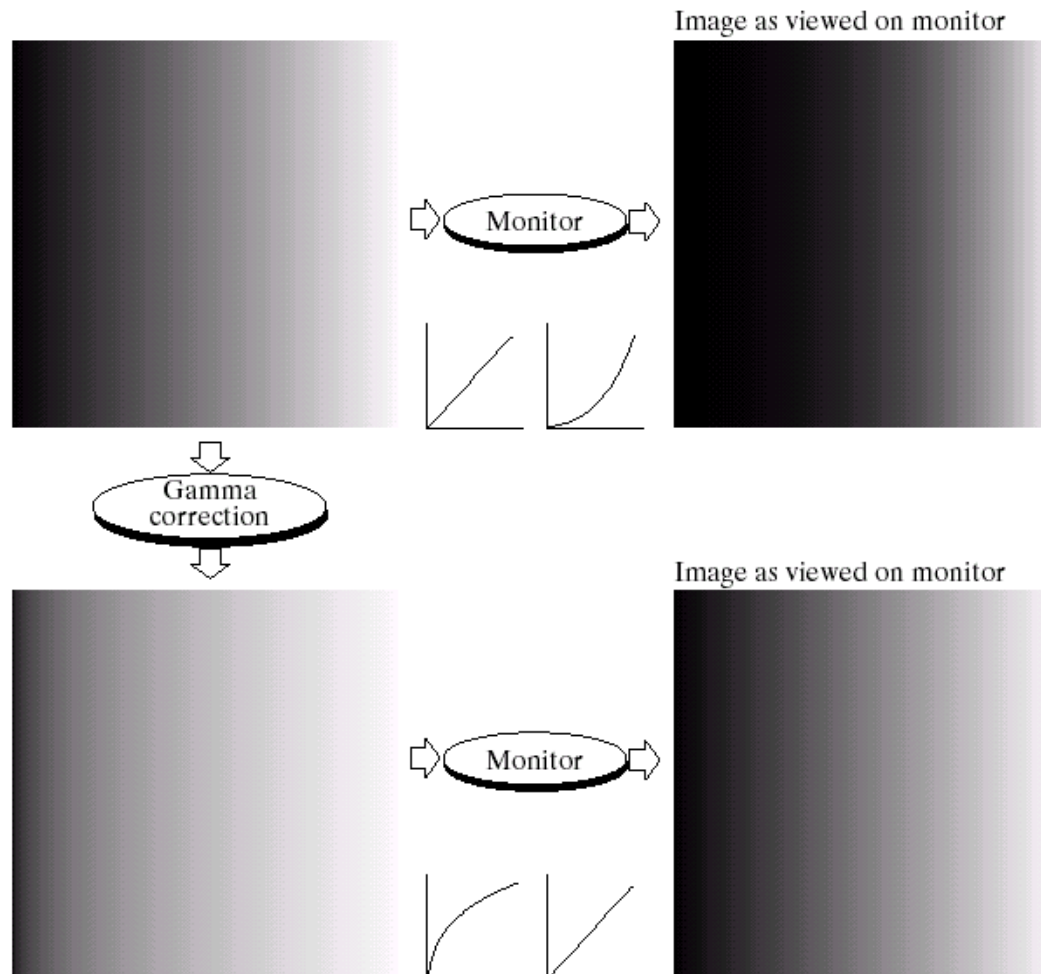 Image as viewed on monitor
Monitor
Gamma
correction
Image as viewed on monitor
Monitor